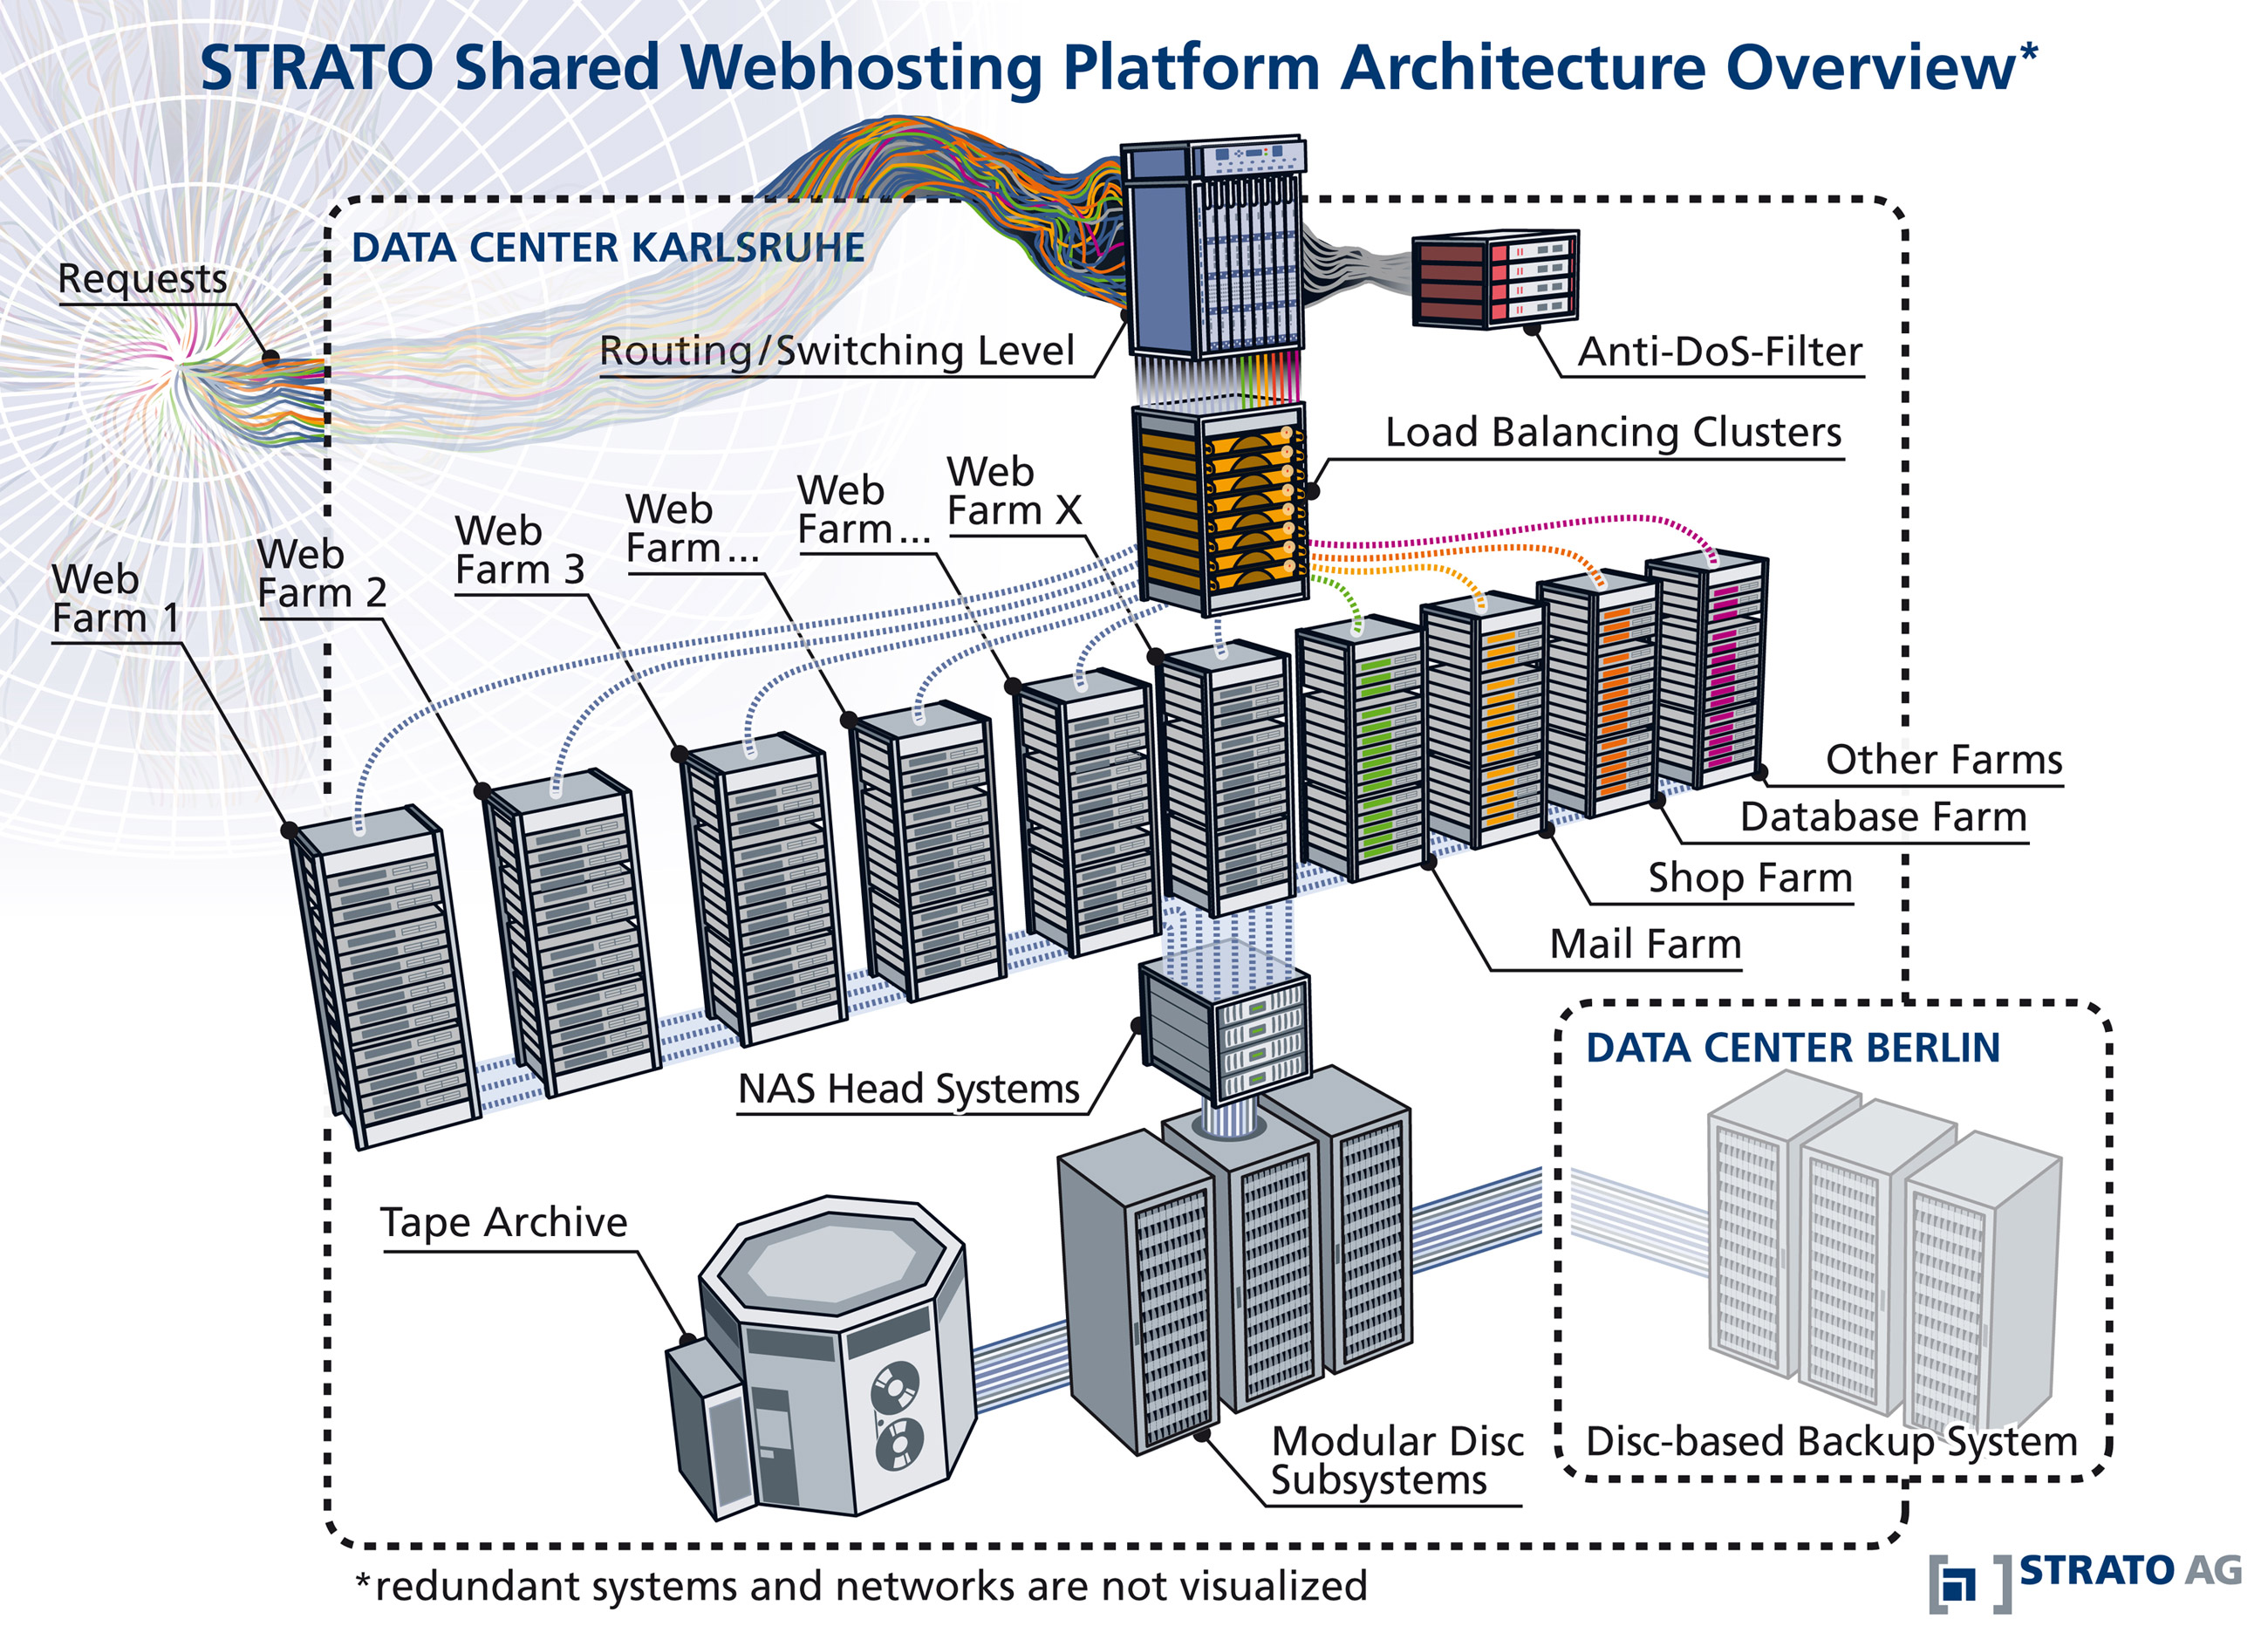 STRATO Shared Webhosting Platform Architecture Overview*
DATA CENTER KARLSRUHE
Requests
Routing/Switching Level
Anti-DoS-Filter
Load Balancing Clusters
Web
Farm 1
Web
Farm 2
Web
Farm 3
Web
Farm...
Web
Farm...
Web
Farm X
Other Farms
Database Farm
Shop Farm
Mail Farm
NAS Head Systems
DATA CENTER BERLIN
Tape Archive
Modular Disc
Subsystems
Disc-based Backup System
*redundant systems and networks are not visualized
STRATO AG